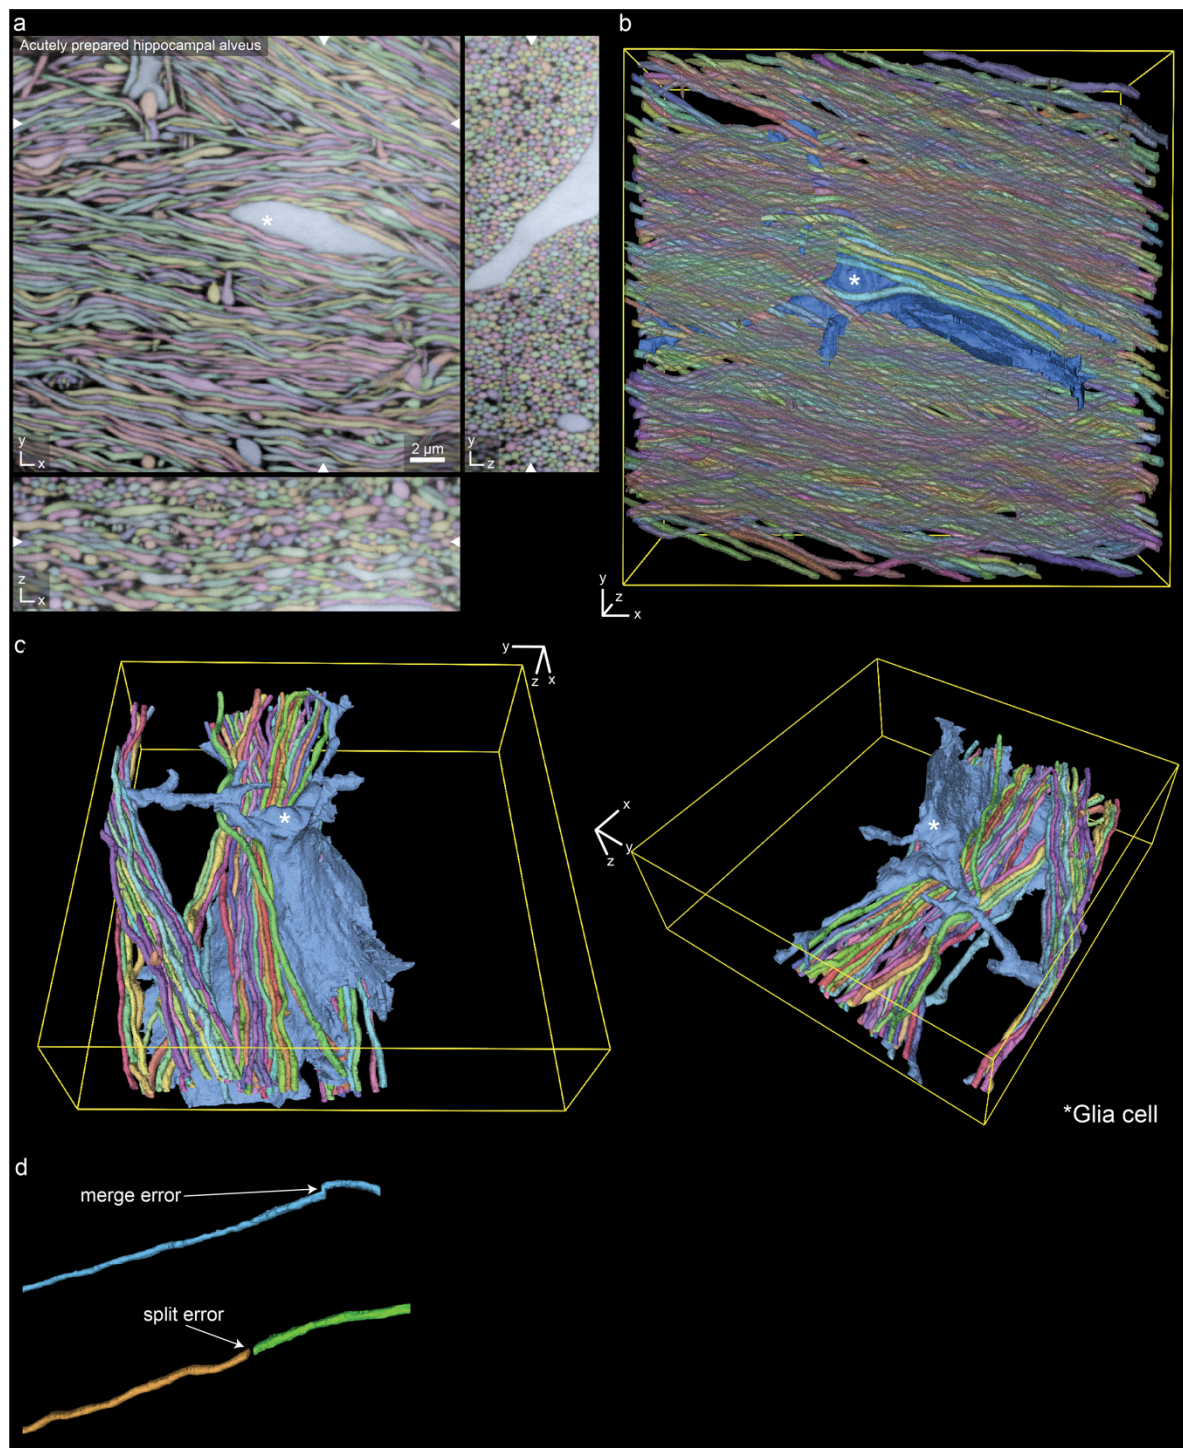 a
Acutely prepared hippocampal alveus
*
y
x
2 µm
y
z
z
x
b
*
y
z
x
c
y
z
x
*
x
y
z
*
*Glia cell
d
merge error
split error